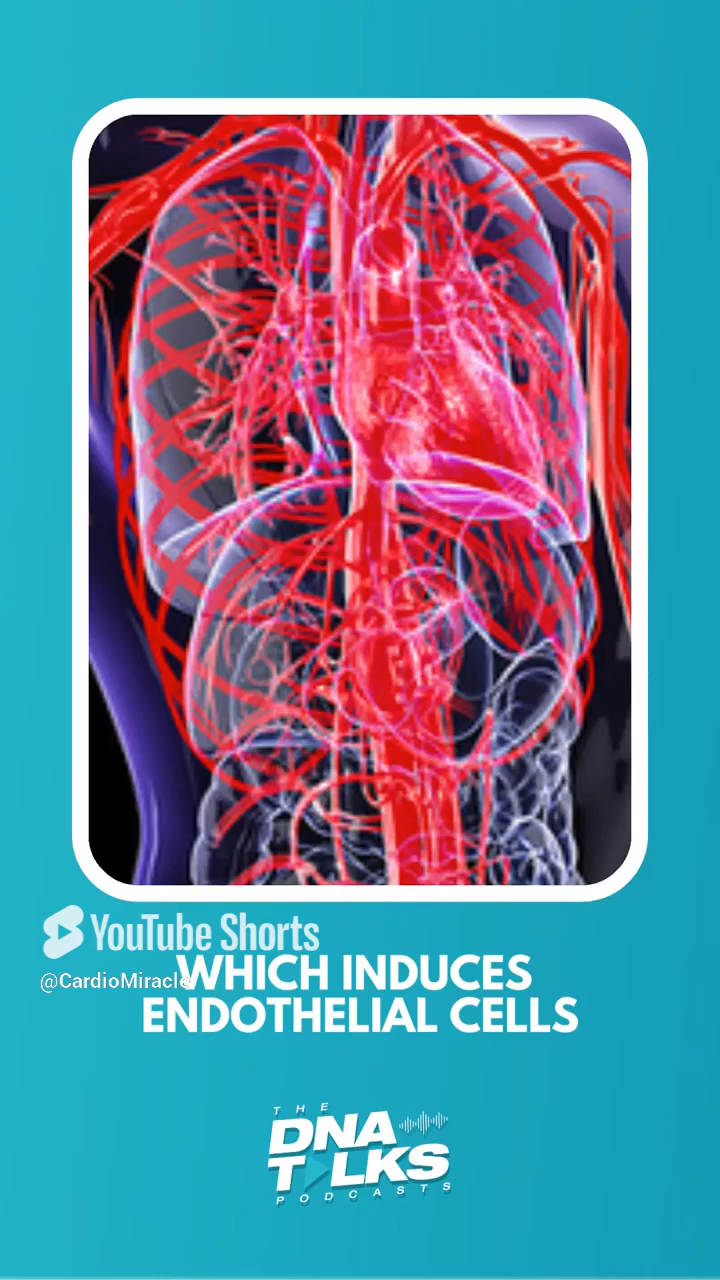 YouTube Shorts
@CardioMiracle
WHICH INDUCES
ENDOTHELIAL CELLS
THE
DNA
TALKS
PODCASTS